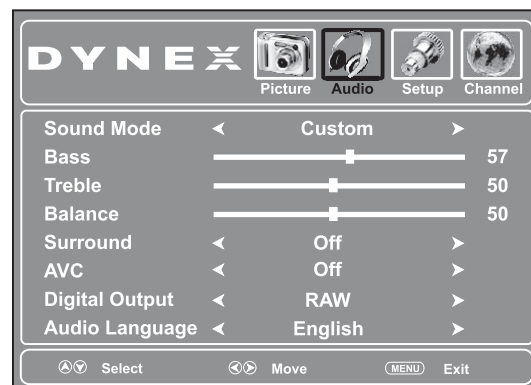 DYNEX
Picture Audio Setup Channel
Sound Mode Custom
Bass 57
Treble 50
Balance 50
Surround Off
AVC Off
Digital Output RAW
Audio Language English
Select Move MENU Exit